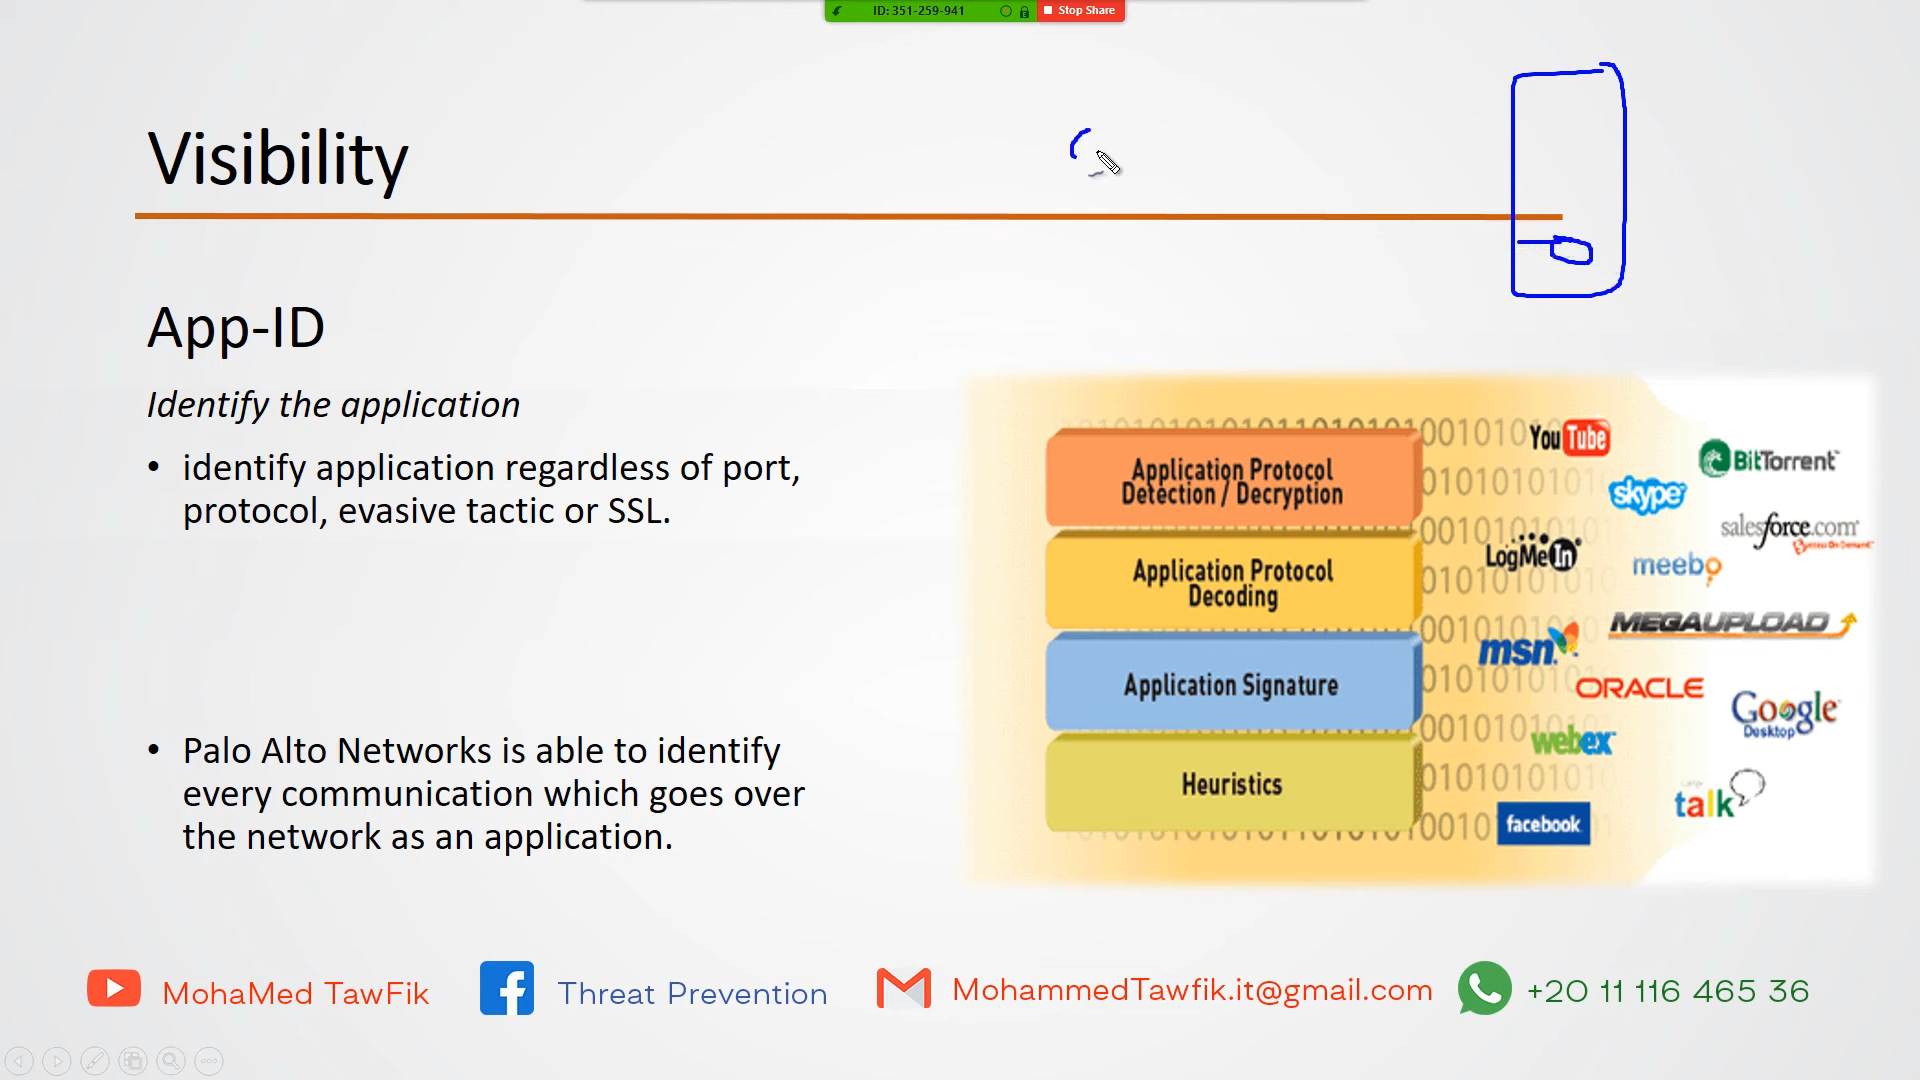 ID: 351-259-941
Stop Share
Visibility
App-ID
Identify the application
• identify application regardless of port,
protocol, evasive tactic or SSL.
• Palo Alto Networks is able to identify
every communication which goes over
the network as an application.
Application Protocol
Detection / Decryption
Application Protocol
Decoding
Application Signature
Heuristics
YouTube
BitTorrent
skype
salesforce.com
Success On Demand
LogMeIn
meebo
MEGAUPLOAD
msn
ORACLE
Google
Desktop
webex
talk
facebook
MohaMed TawFik
Threat Prevention
MohammedTawfik.it@gmail.com
+20 11 116 465 36